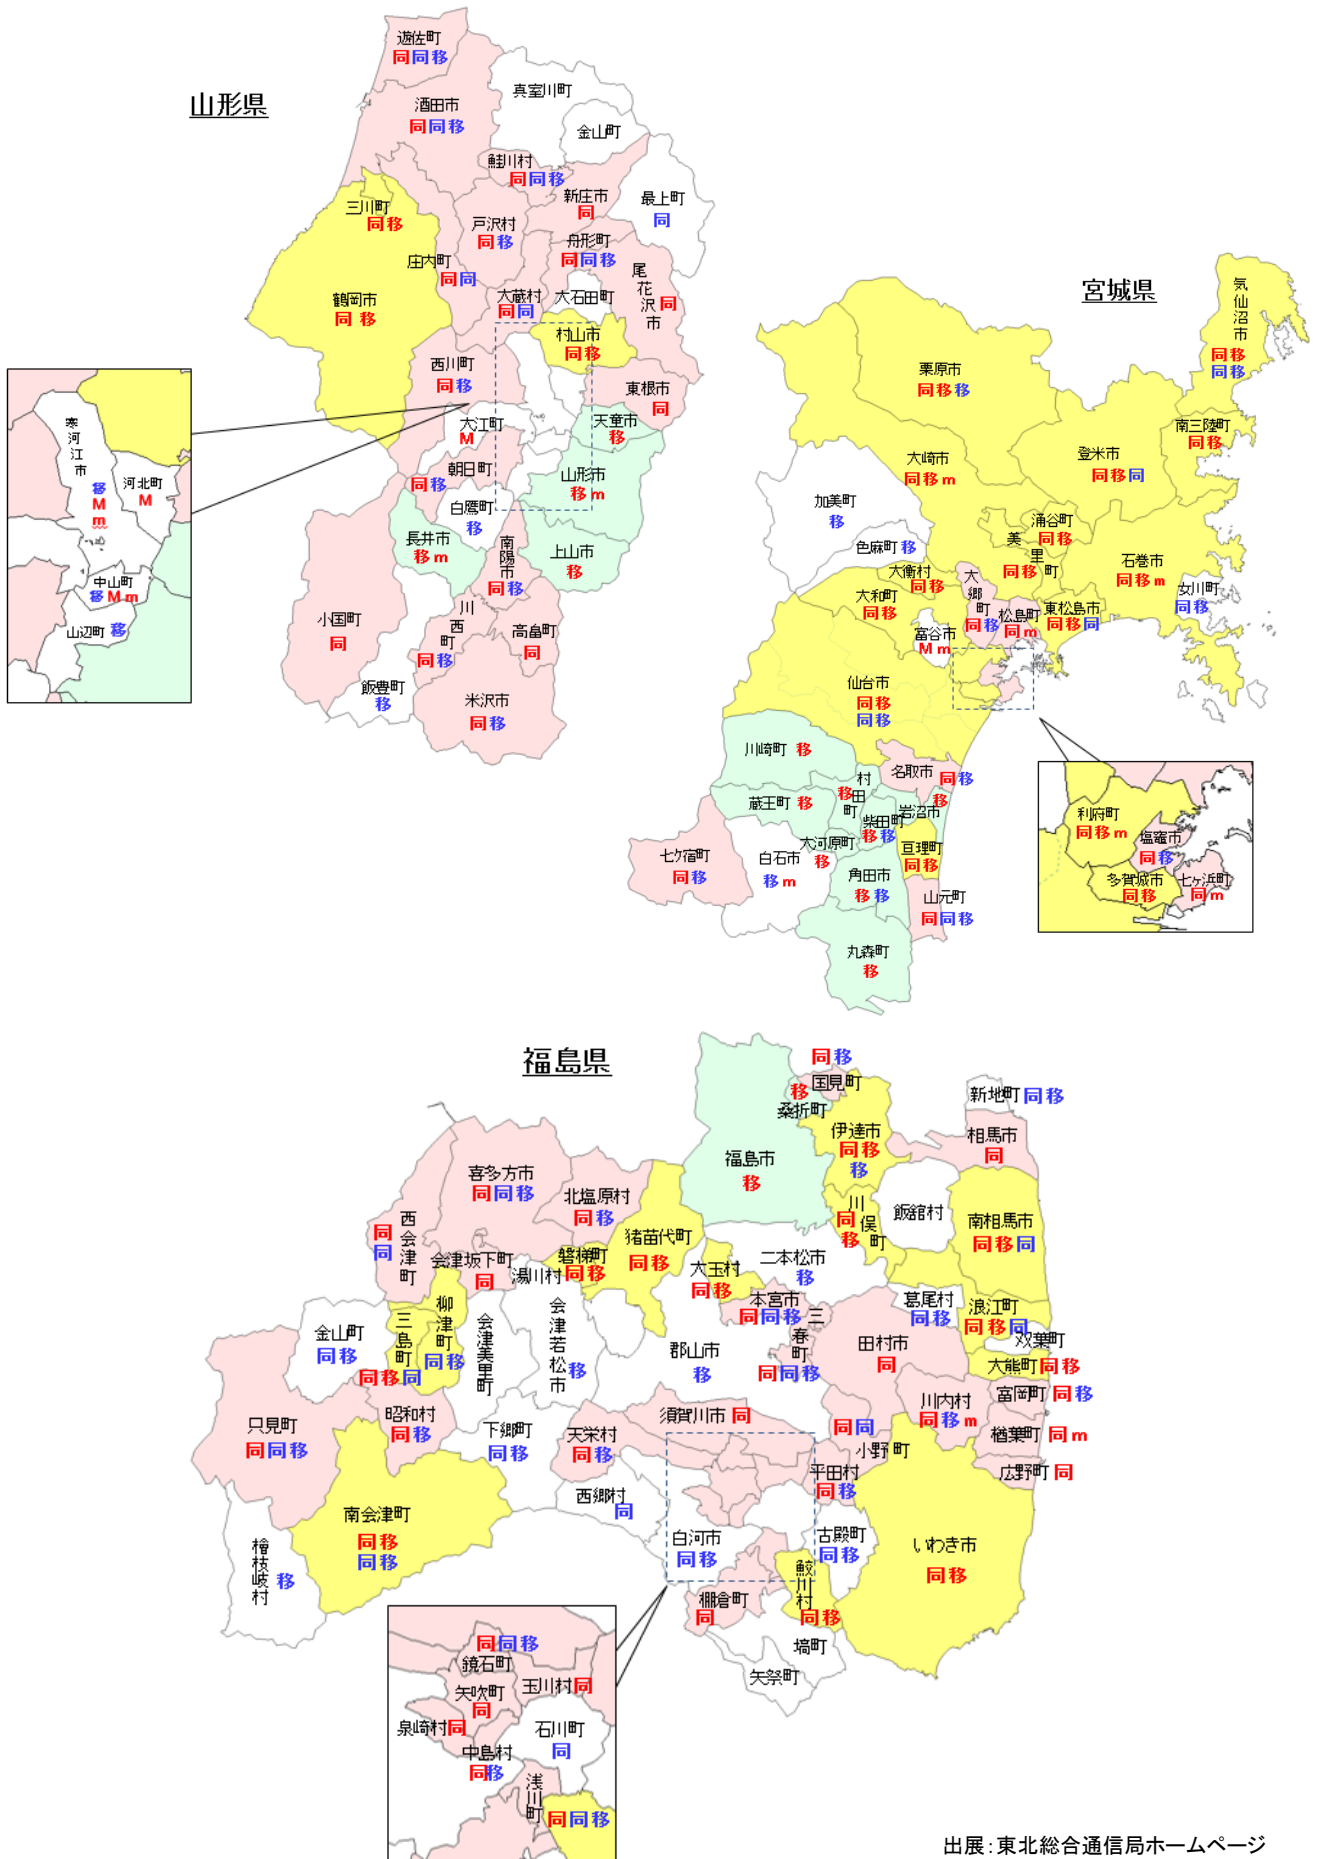 山形県
遊佐町
同同移
酒田市
同同移
真室川町
金山町
鮭川村
同同移
新庄市
同
最上町
同
三川町
同移
戸沢村
同移
舟形町
同同移
庄内町
同同
鶴岡市
同移
大蔵村
同同
大石田町
尾花沢市
同
村山市
同移
西川町
同移
東根市
同
大江町
M
天童市
移
朝日町
同移
山形市
移m
白鷹町
移
長井市
移m
南陽市
同移
上山市
移
小国町
同
川西町
同移
高畠町
同
飯豊町
移
米沢市
同移
寒河江市
移
M
m
河北町
M
中山町
移Mm
山辺町 移
宮城県
気仙沼市
同移
同移
栗原市
同移移
南三陸町
同移
登米市
同移同
大崎市
同移m
加美町
移
色麻町 移
涌谷町
同移
美里町
同移
石巻市
同移m
女川町
同移
大衡村
同移
大和町
同移
大郷町
同移
松島町
同m
東松島市
同移同
富谷市
Mm
仙台市
同移
同移
川崎町 移
名取市
同移
村田町
移
岩沼市
移
蔵王町 移
柴田町
移移
大河原町
移
亘理町
同移
七ケ宿町
同移
白石市
移m
角田市
移移
山元町
同同移
丸森町
移
利府町
同移m
塩竈市
同移
多賀城市
同移
七ヶ浜町
同m
福島県
同移
国見町
移
桑折町
新地町 同移
伊達市
同移
移
相馬市
同
福島市
移
喜多方市
同同移
北塩原村
同移
西会津町
同
同
川俣町
同
移
飯舘村
南相馬市
同移同
猪苗代町
同移
会津坂下町
同
湯川村
磐梯町
同移
大玉村
同移
二本松市
移
本宮市
同同移
三春町
同同移
葛尾村
同移
浪江町
同移同
双葉町
金山町
同移
三島町
同移同
柳津町
同移
会津美里町
会津若松市
移
郡山市
移
田村市
同
大熊町 同移
富岡町 同移
川内村
同移m
楢葉町 同m
広野町 同
只見町
同同移
昭和村
同移
下郷町
同移
天栄村
同移
須賀川市 同
同同
小野町
平田村
同移
西郷村
同
南会津町
同移
同移
檜枝岐村
移
白河市
同移
古殿町
同移
いわき市
同移
鮫川村
同移
棚倉町
同
塙町
矢祭町
同同移
鏡石町
玉川村 同
矢吹町
同
泉崎村 同
石川町
同
中島村
同移
浅川町
同同移
出展：東北総合通信局ホームページ